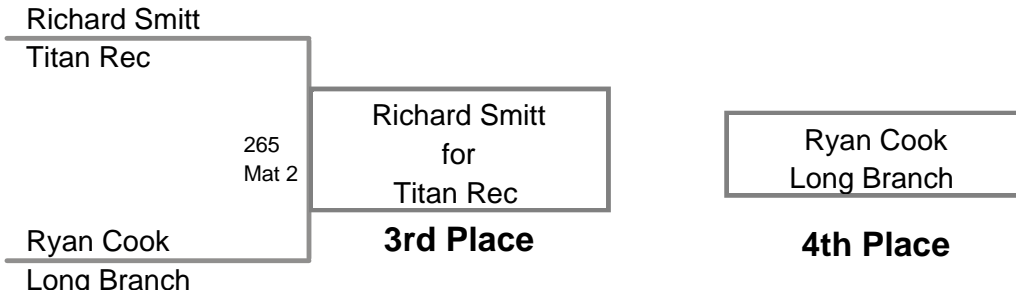 Richard Smitt
Titan Rec
265
Mat 2
Ryan Cook
Long Branch
Richard Smitt
for
Titan Rec
3rd Place
Ryan Cook
Long Branch
4th Place